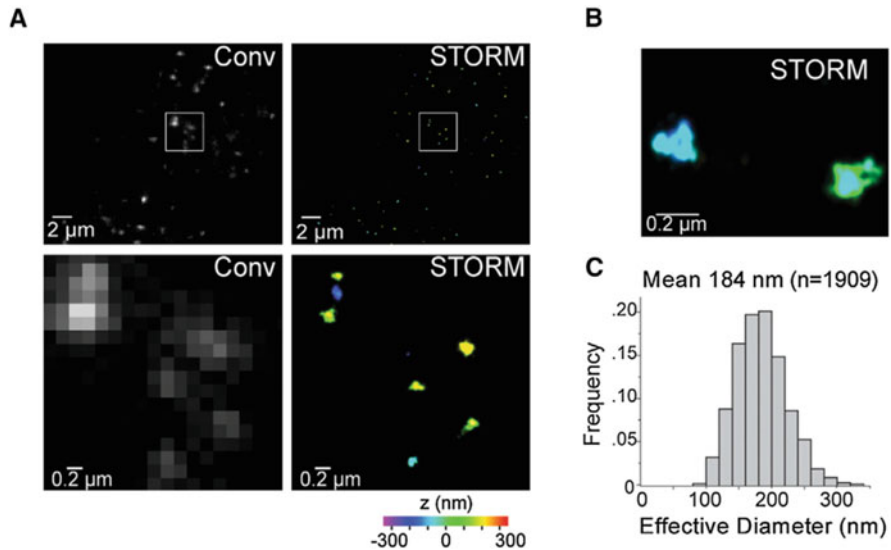 A
Conv
STORM
2 µm
2 µm
Conv
STORM
0.2 µm
0.2 µm
z (nm)
-300 0 300
B
STORM
0.2 µm
C
Mean 184 nm (n=1909)
Frequency
.20
.15
.10
.05
0
0 100 200 300
Effective Diameter (nm)